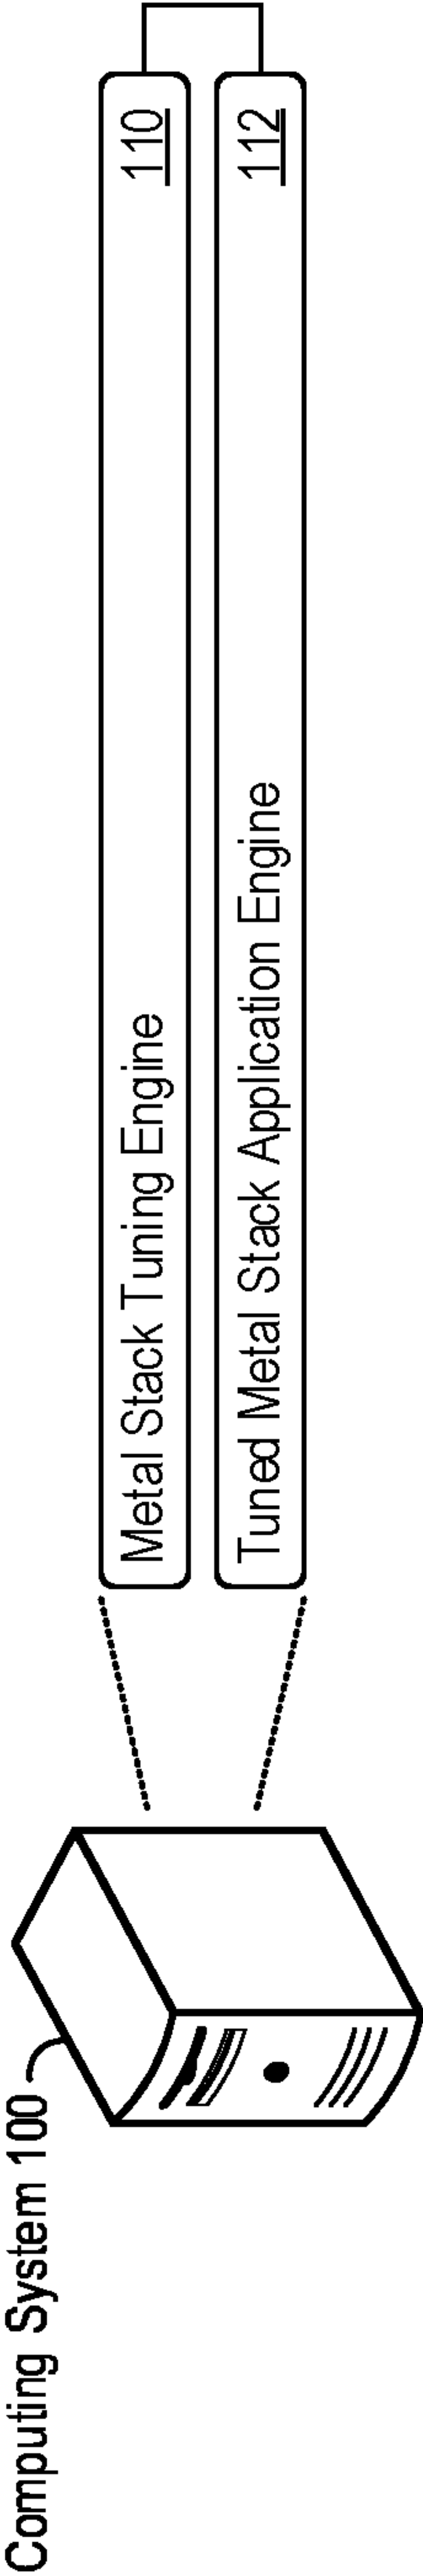 Computing System 100
Metal Stack Tuning Engine 110
Tuned Metal Stack Application Engine 112